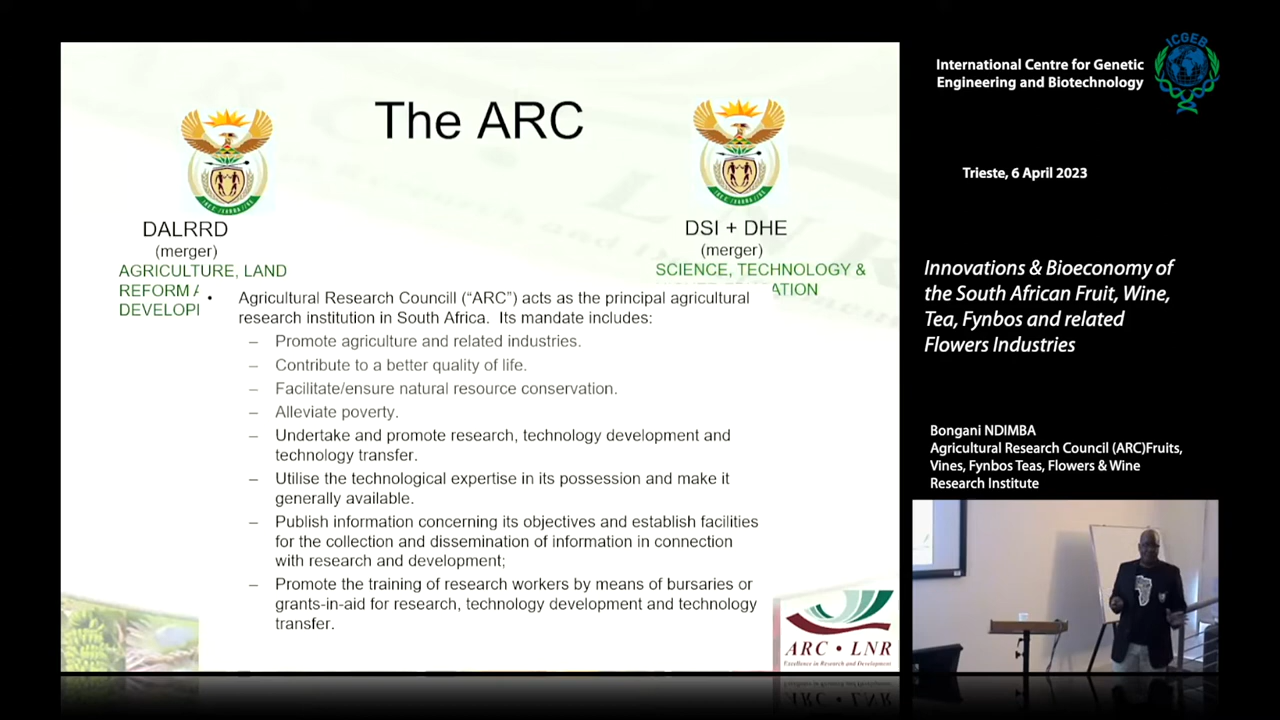 The ARC
DALRRD
(merger)
AGRICULTURE, LAND
REFORM
DEVELOP
DSI + DHE
(merger)
SCIENCE, TECHNOLOGY &
ATION
• Agricultural Research Councill (“ARC”) acts as the principal agricultural
research institution in South Africa. Its mandate includes:
– Promote agriculture and related industries.
– Contribute to a better quality of life.
– Facilitate/ensure natural resource conservation.
– Alleviate poverty.
– Undertake and promote research, technology development and
technology transfer.
– Utilise the technological expertise in its possession and make it
generally available.
– Publish information concerning its objectives and establish facilities
for the collection and dissemination of information in connection
with research and development;
– Promote the training of research workers by means of bursaries or
grants-in-aid for research, technology development and technology
transfer.
ARC • LNR
Excellence in Research and Development
International Centre for Genetic
Engineering and Biotechnology
ICGEB
Trieste, 6 April 2023
Innovations & Bioeconomy of
the South African Fruit, Wine,
Tea, Fynbos and related
Flowers Industries
Bongani NDIMBA
Agricultural Research Council (ARC)Fruits,
Vines, Fynbos Teas, Flowers & Wine
Research Institute